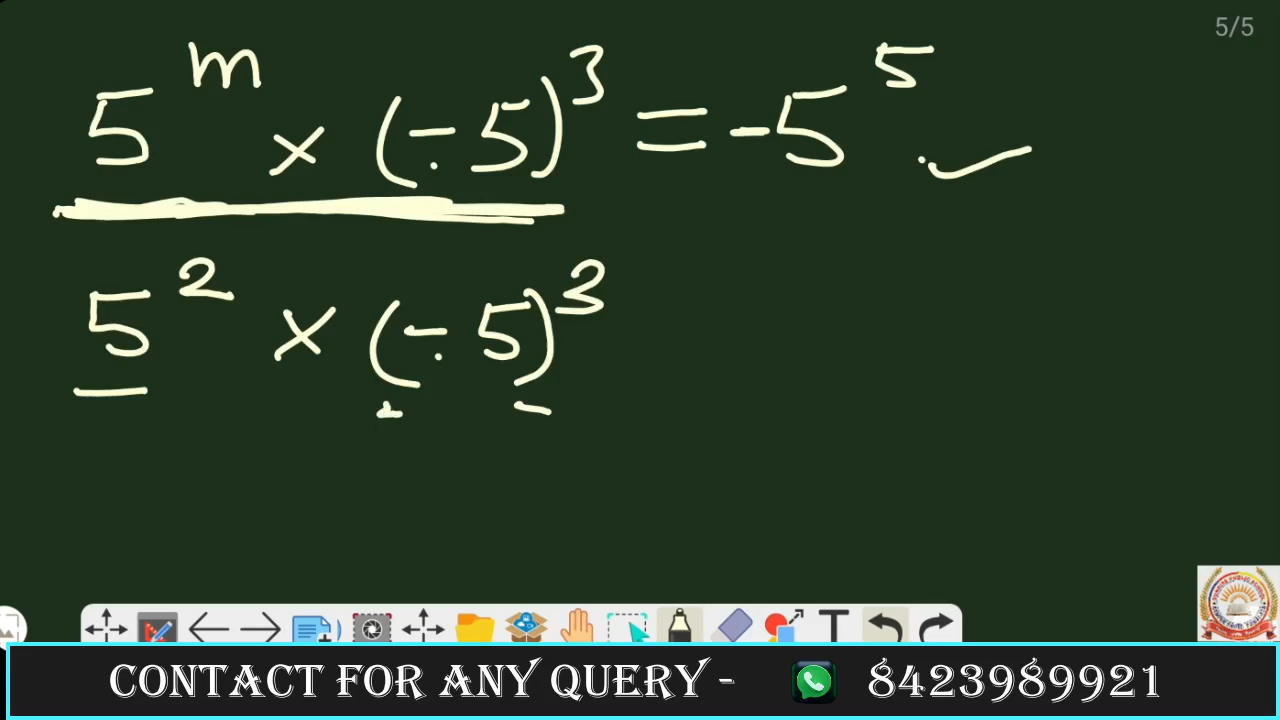 5/5
5^m × (-5)^3 = -5^5
5^2 × (-5)^3
CONTACT FOR ANY QUERY - 8423989921